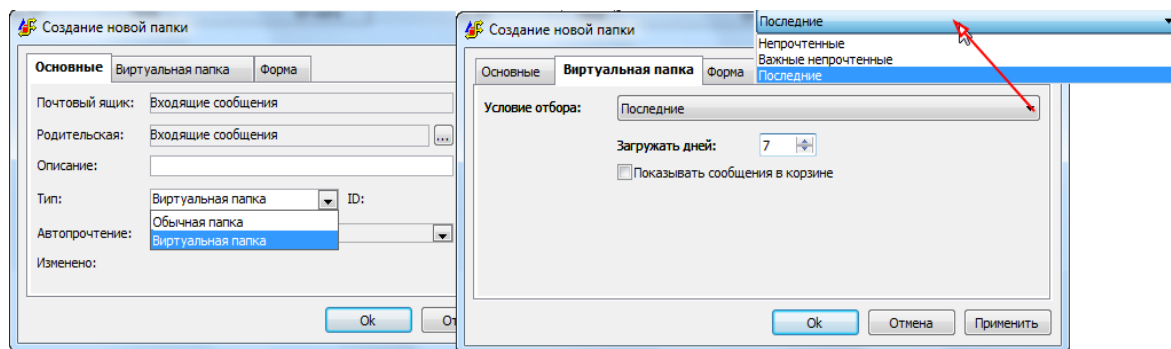 Создание новой папки
Основные Виртуальная папка Форма
Почтовый ящик: Входящие сообщения
Родительская: Входящие сообщения ...
Описание:
Тип: Виртуальная папка ID:
Обычная папка
Виртуальная папка
Автопрочтение:
Изменено:
Ok
Создание новой папки
Последние
Непрочтенные
Важные непрочтенные
Последние
Основные Виртуальная папка Форма
Условие отбора: Последние
Загружать дней: 7
Показывать сообщения в корзине
Ok Отмена Применить